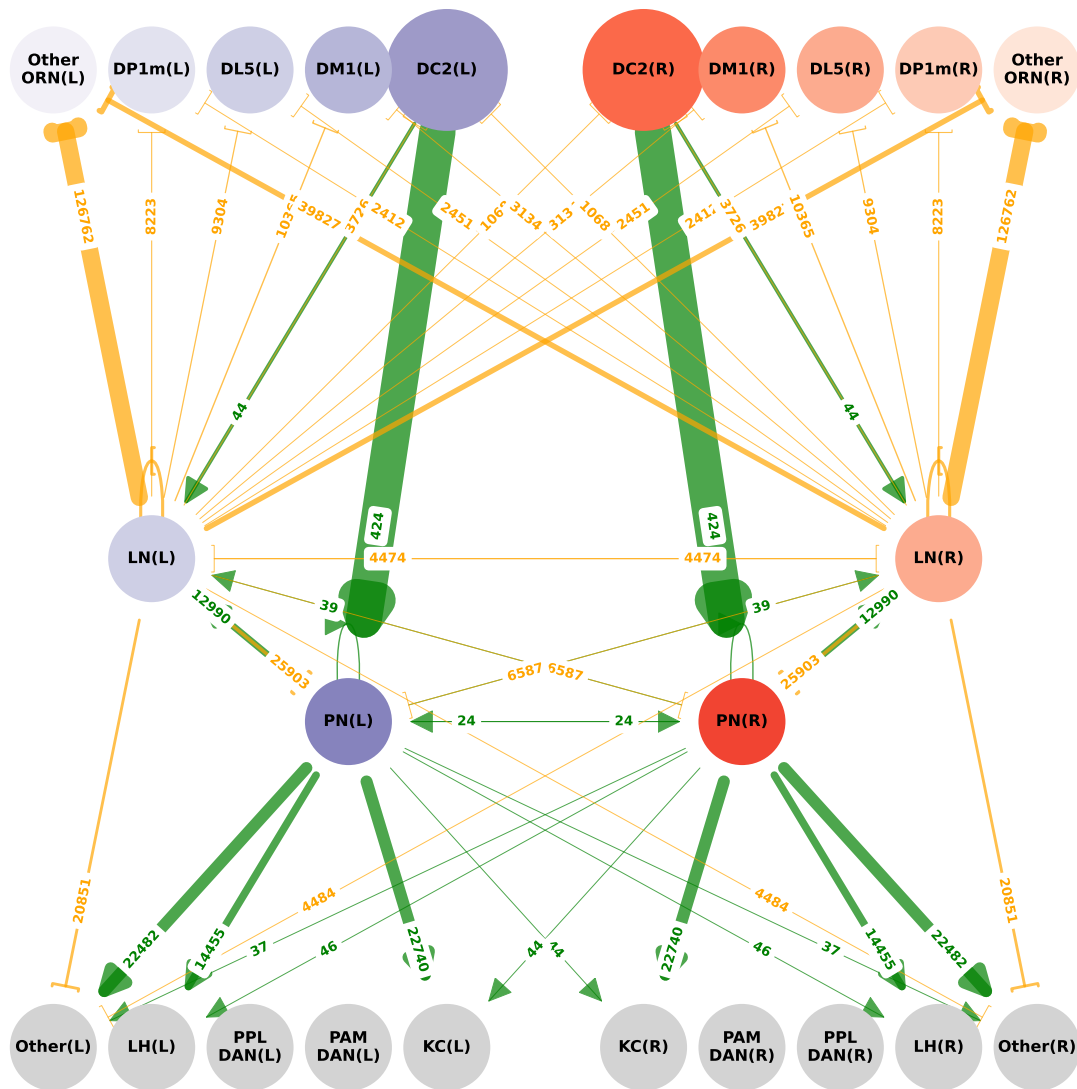 Other
ORN(L)
DP1m(L)
DL5(L)
DM1(L)
DC2(L)
DC2(R)
DM1(R)
DL5(R)
DP1m(R)
Other
ORN(R)
126762
8223
9304
39827
3726
2412
2451
3134
1068
2451
3726
10365
9304
8223
126762
44
44
424
424
LN(L)
4474
4474
LN(R)
12990
39
39
12990
25903
6587
6587
25903
PN(L)
24
24
PN(R)
20851
4484
4484
20851
22482
14455
37
46
22740
44
44
22740
46
37
14455
22482
Other(L)
LH(L)
PPL
DAN(L)
PAM
DAN(L)
KC(L)
KC(R)
PAM
DAN(R)
PPL
DAN(R)
LH(R)
Other(R)